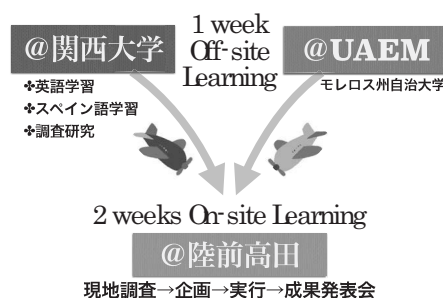 @関西大学
✤英語学習
✤スペイン語学習
✤調査研究
1 week
Off-site
Learning
@UAEM
モレロス州自治大学
2 weeks On-site Learning
@陸前高田
現地調査→企画→実行→成果発表会